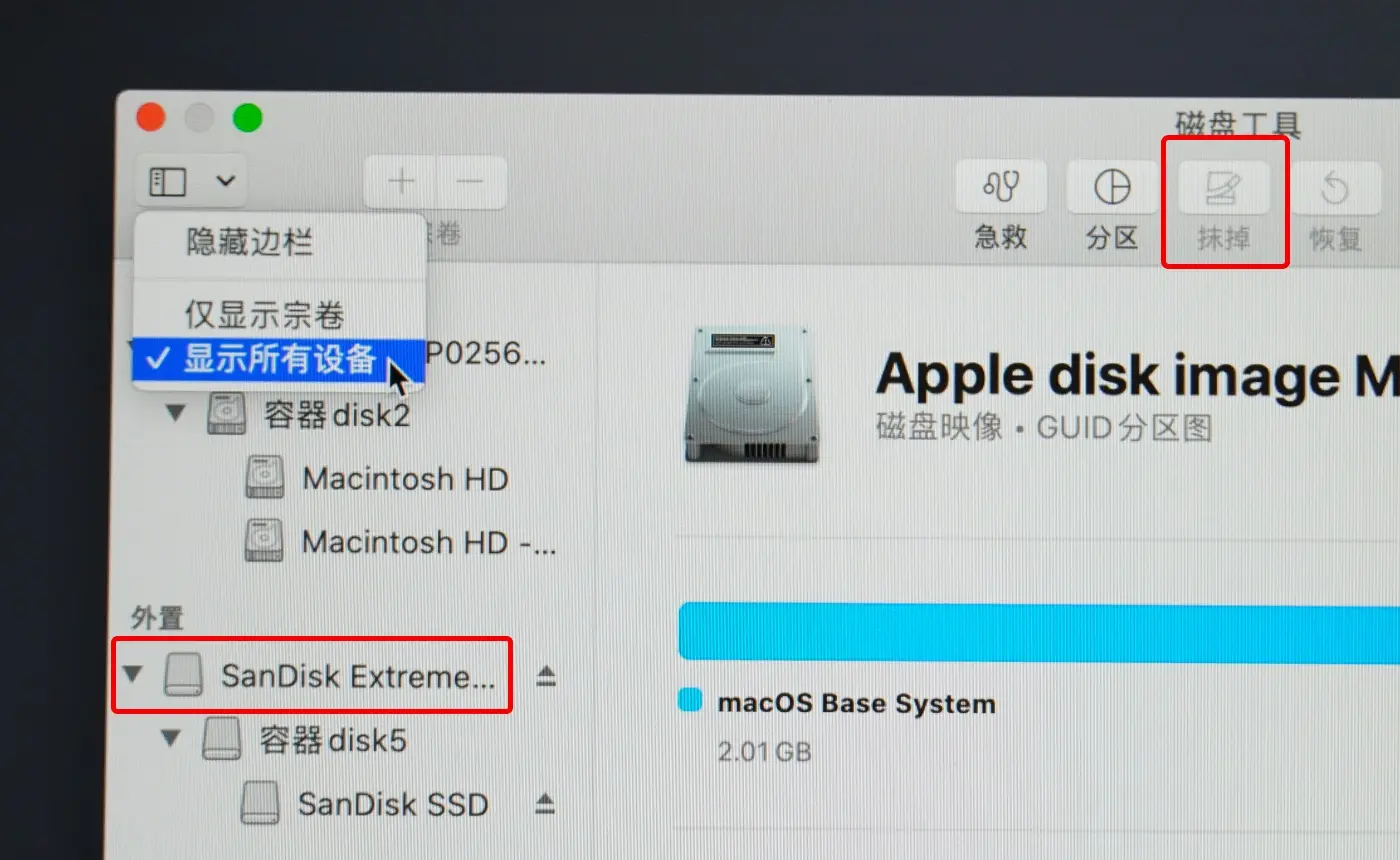 磁盘工具
隐藏边栏
仅显示宗卷
✓ 显示所有设备
卷
急救
分区
抹掉
恢复
P0256...
容器disk2
Macintosh HD
Macintosh HD -...
外置
SanDisk Extreme...
容器disk5
SanDisk SSD
Apple disk image M
磁盘映像 • GUID分区图
macOS Base System
2.01 GB